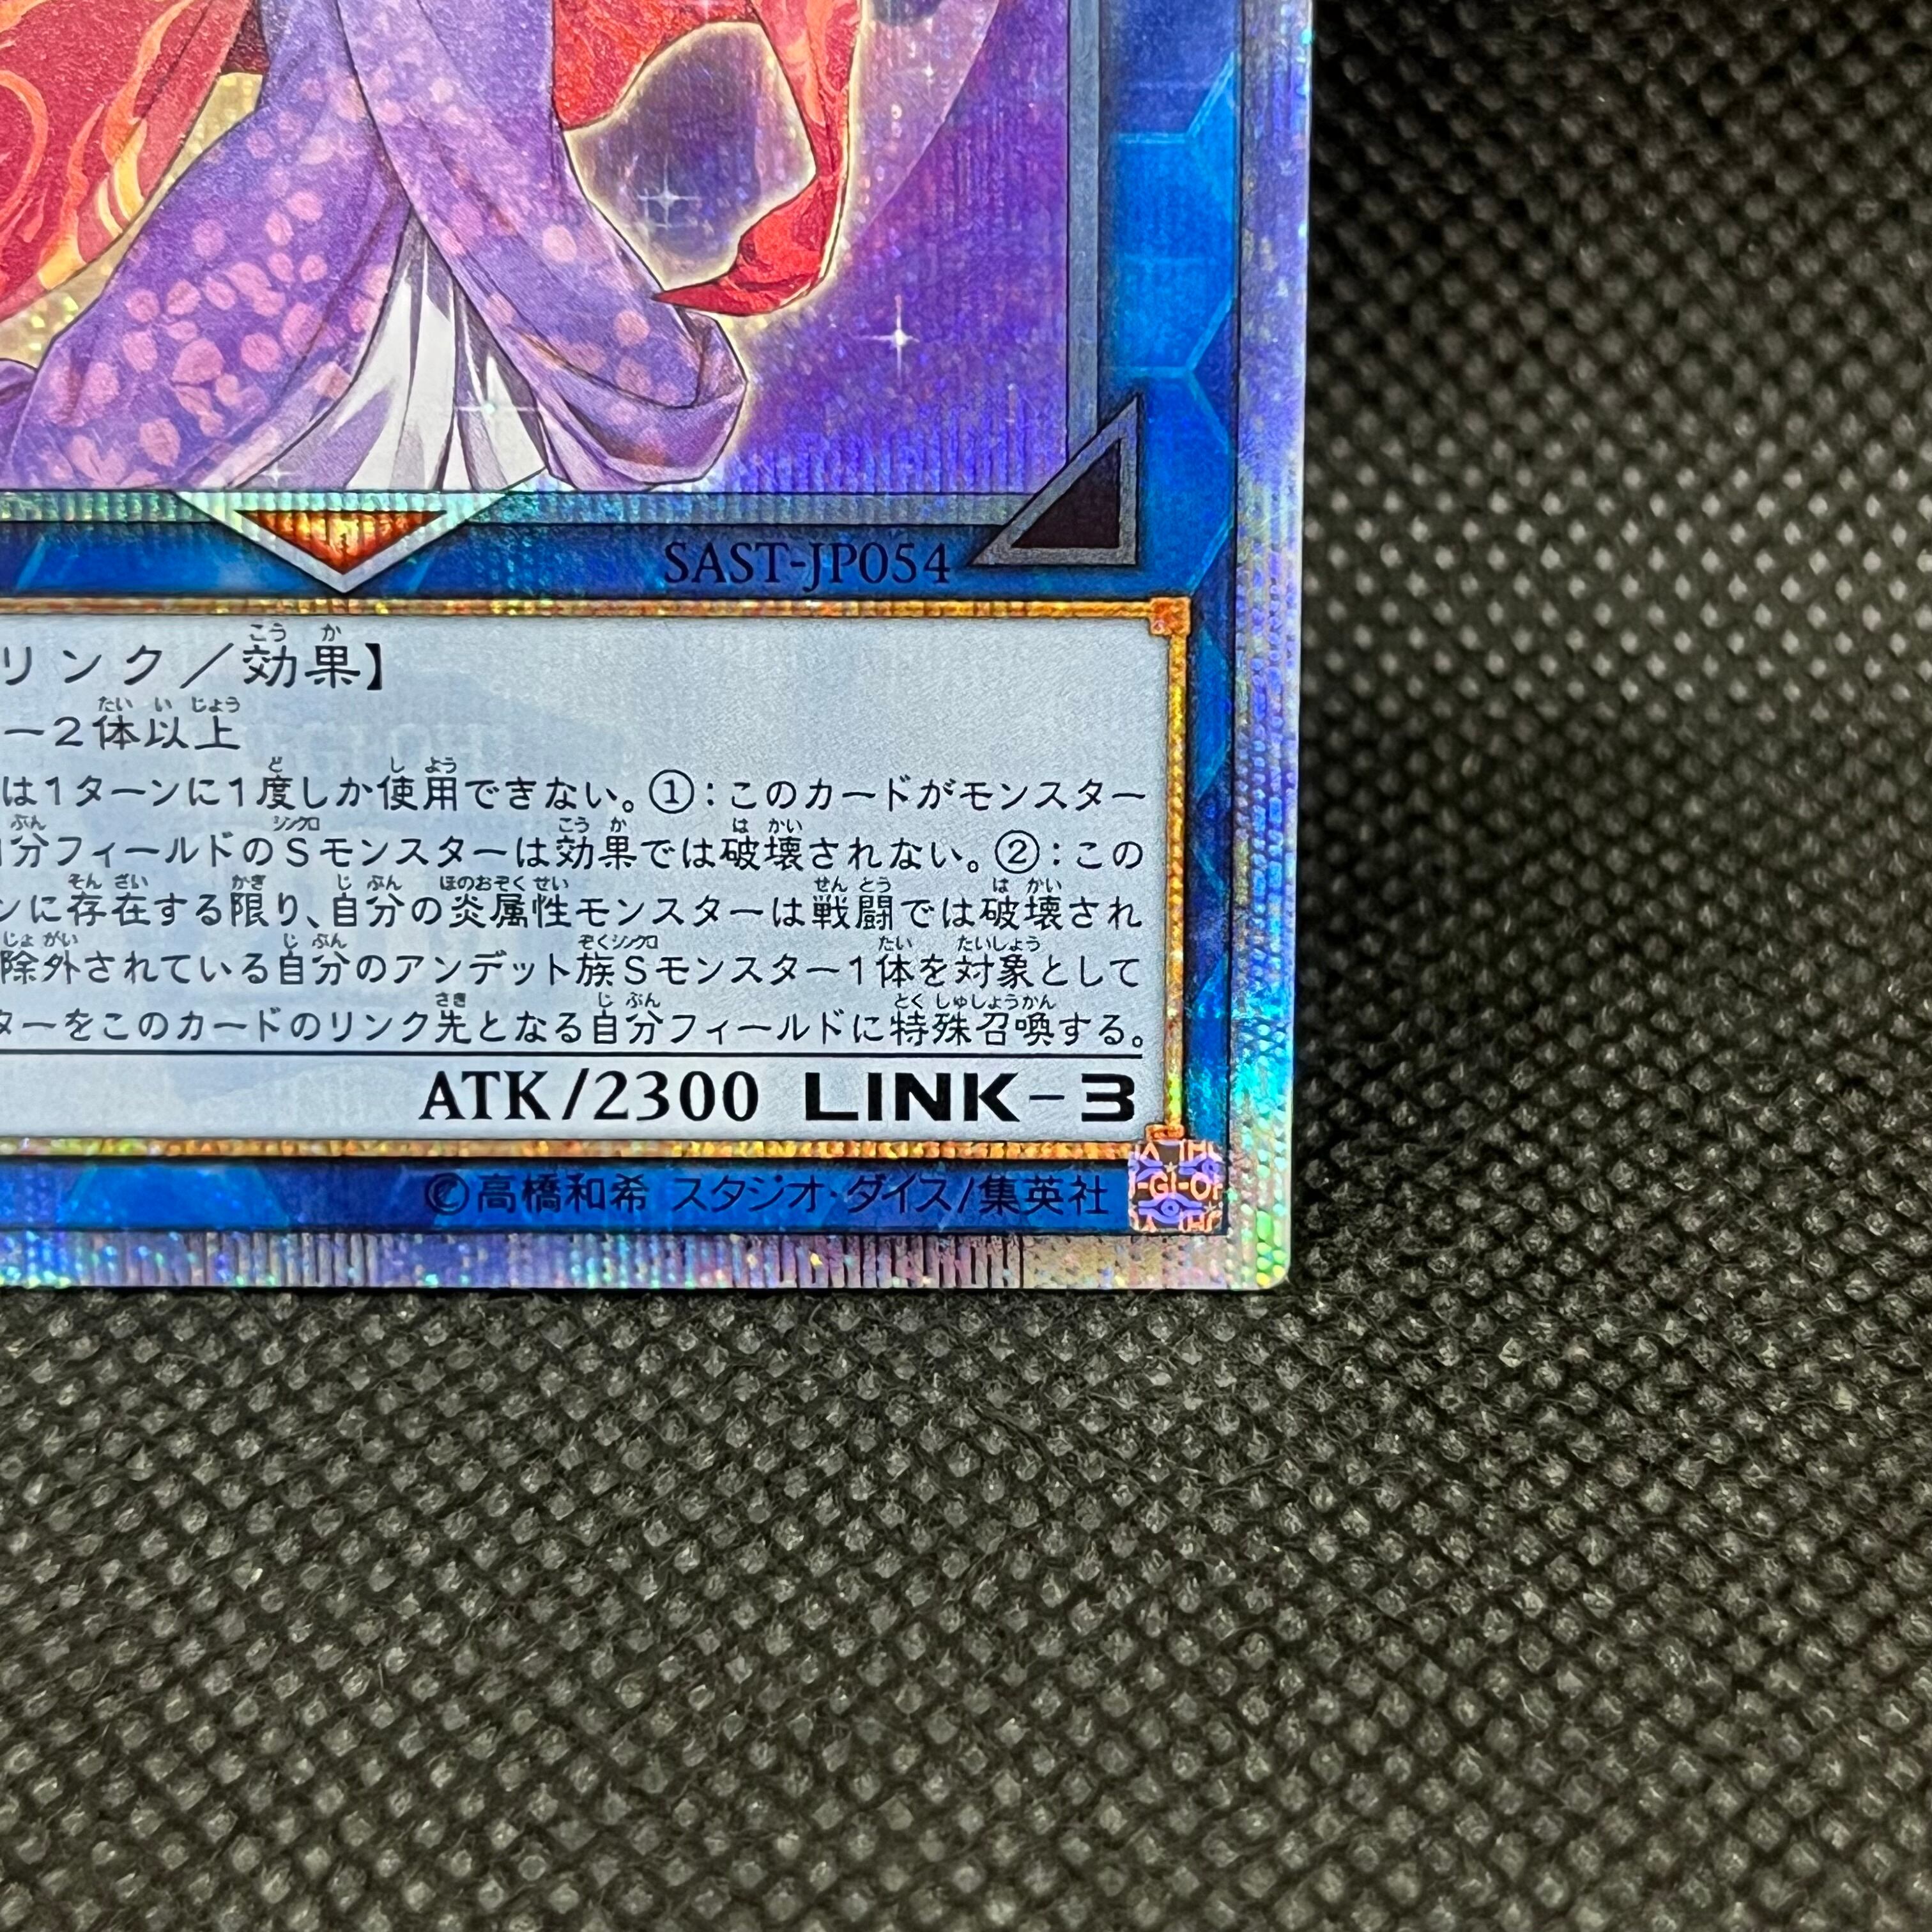 SAST-JP054
リンク／効果】
ー２体以上
は１ターンに１度しか使用できない。①：このカードがモンスター
分フィールドのＳモンスターは効果では破壊されない。②：この
ンに存在する限り、自分の炎属性モンスターは戦闘では破壊され
除外されている自分のアンデット族Ｓモンスター１体を対象として
ターをこのカードのリンク先となる自分フィールドに特殊召喚する。
ATK/2300 LINK-3
©高橋和希 スタジオ・ダイス/集英社